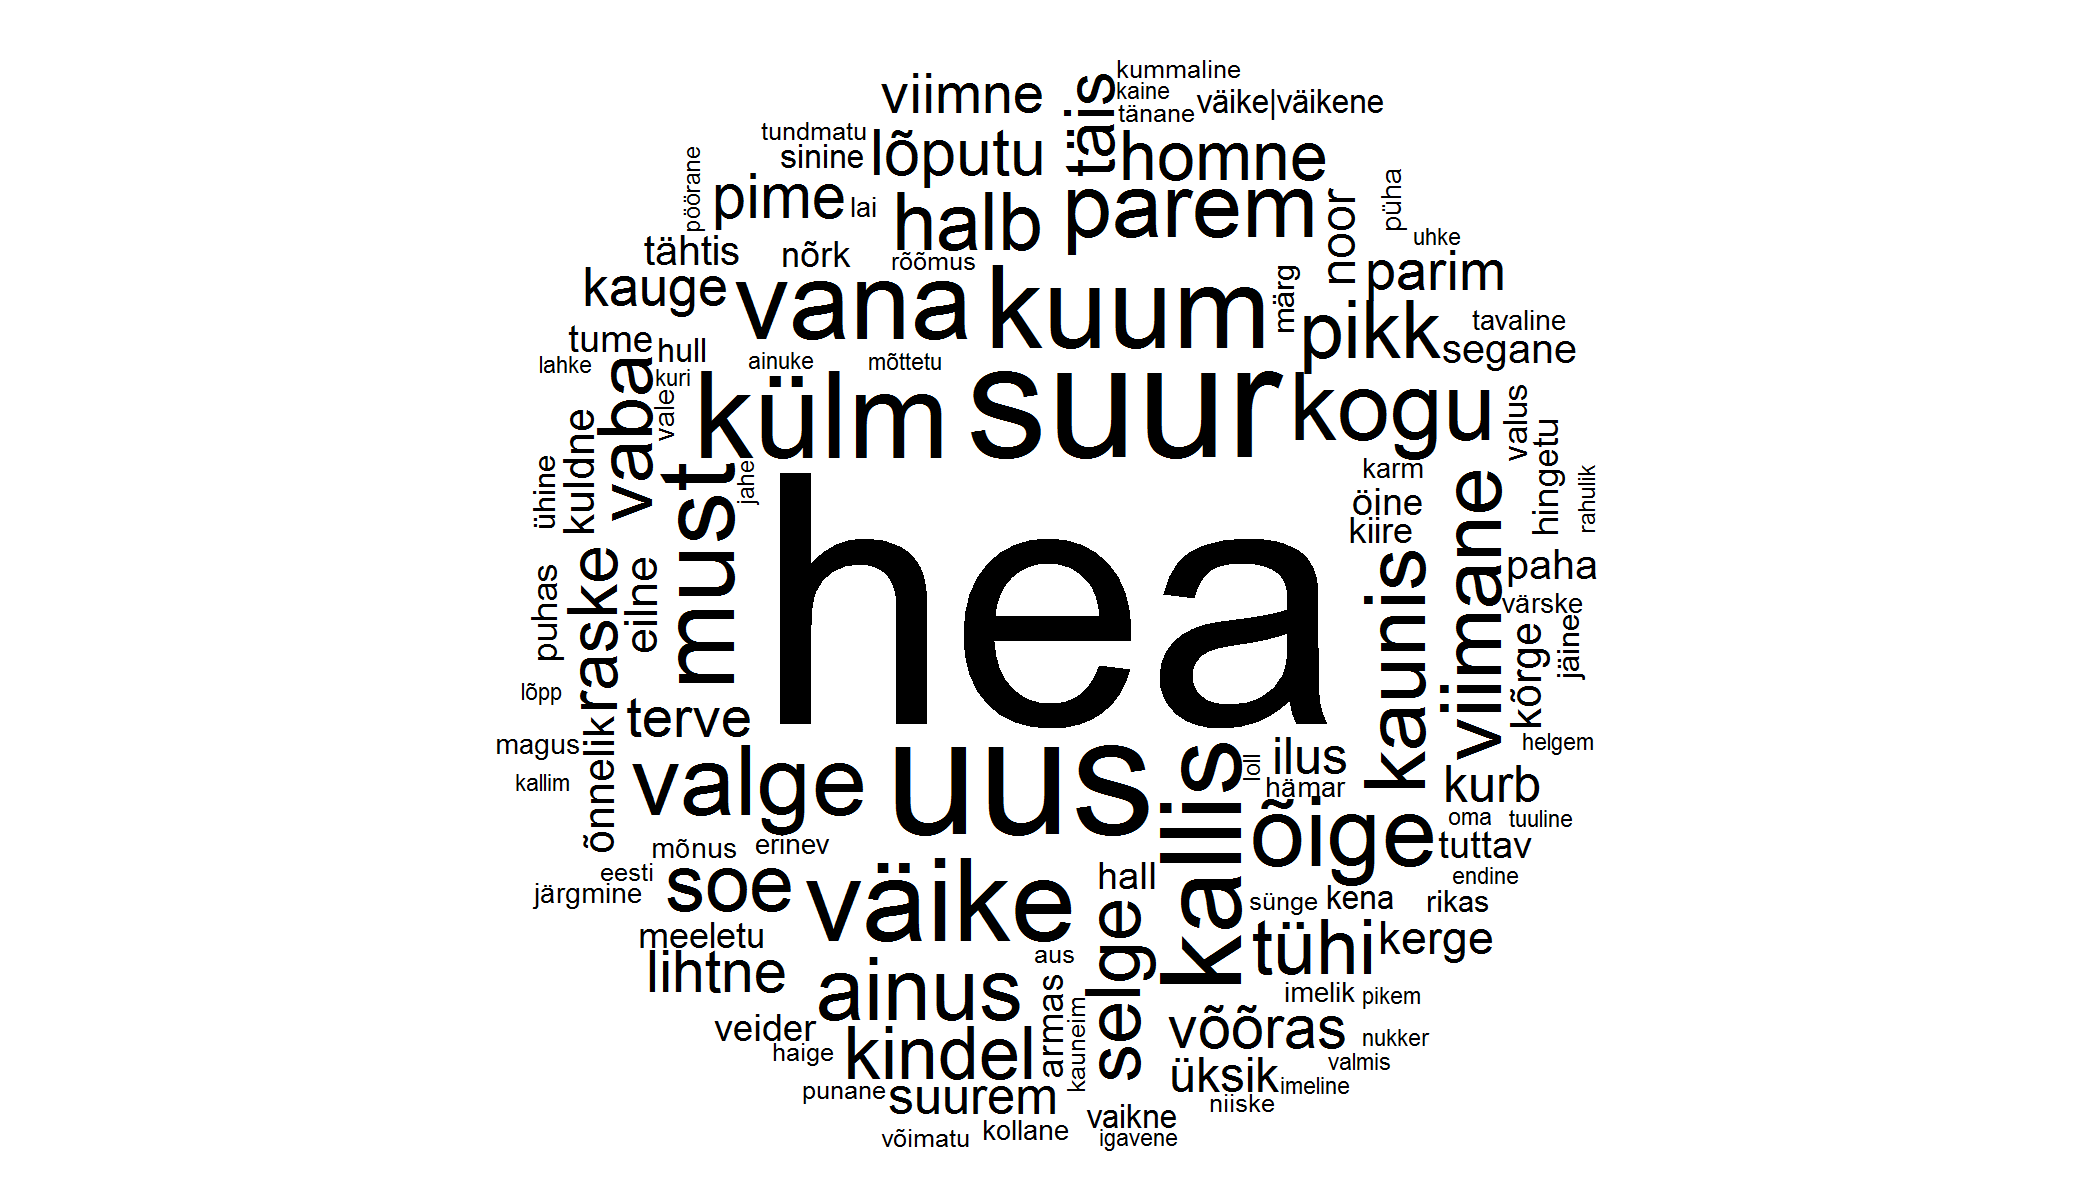 kummaline
viimne
täis
kaine
väike|väikene
tänane
tundmatu
sinine
lõputu
homne
pöörane
pime
lai
halb
parem
noor
püha
uhke
tähtis
nõrk
rõõmus
kauge
vana
kuum
märg
parim
tavaline
pikk
segane
tume
hull
lahke
kuri
ainuke
mõttetu
vaba
vale
külm
suur
kogu
valus
kuldne
ühine
must
jahe
hea
karm
öine
kiire
viimane
hingetu
rahulik
kaunis
paha
värske
jäine
kõrge
puhas
raske
eilne
lõpp
terve
magus
õnnelik
kallim
valge
uus
kallis
loll
ilus
hämar
helgem
kurb
õige
oma
tuuline
tuttav
mõnus
erinev
eesti
järgmine
soe
väike
hall
selge
endine
sünge
kena
rikas
tühi
kerge
meeletu
lihtne
ainus
aus
armas
kauneim
imelik
pikem
veider
haige
kindel
võõras
nukker
valmis
üksik
imeline
niiske
punane
suurem
vaikne
igavene
võimatu
kollane